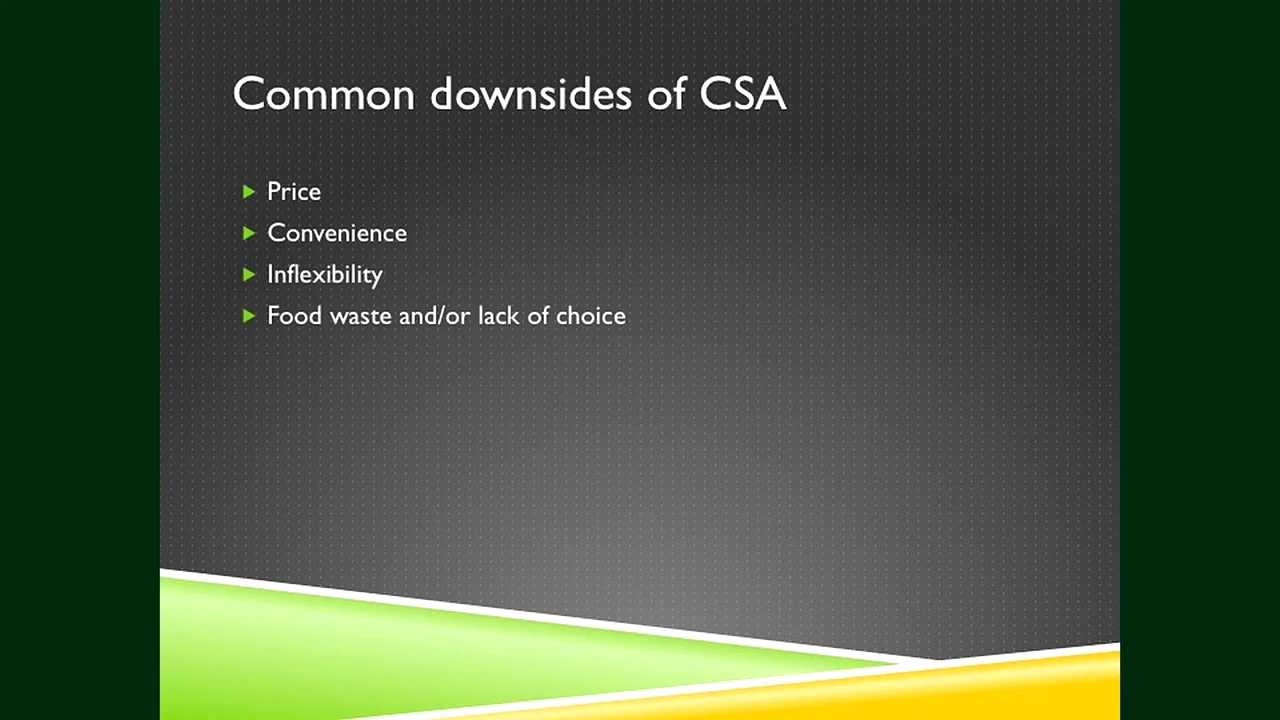 Common downsides of CSA
Price
Convenience
Inflexibility
Food waste and/or lack of choice